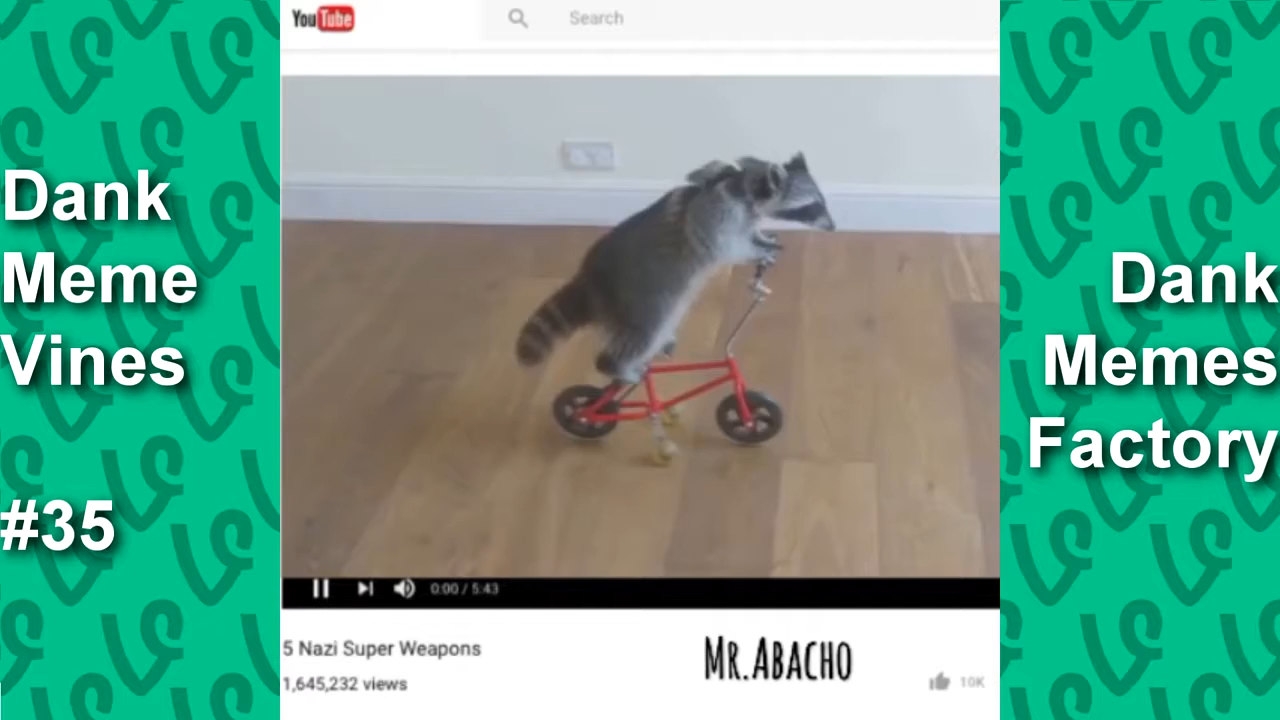 YouTube
Search
Dank
Meme
Vines
#35
Dank
Memes
Factory
0:00 / 5:43
5 Nazi Super Weapons
1,645,232 views
MR.ABACHO
10K